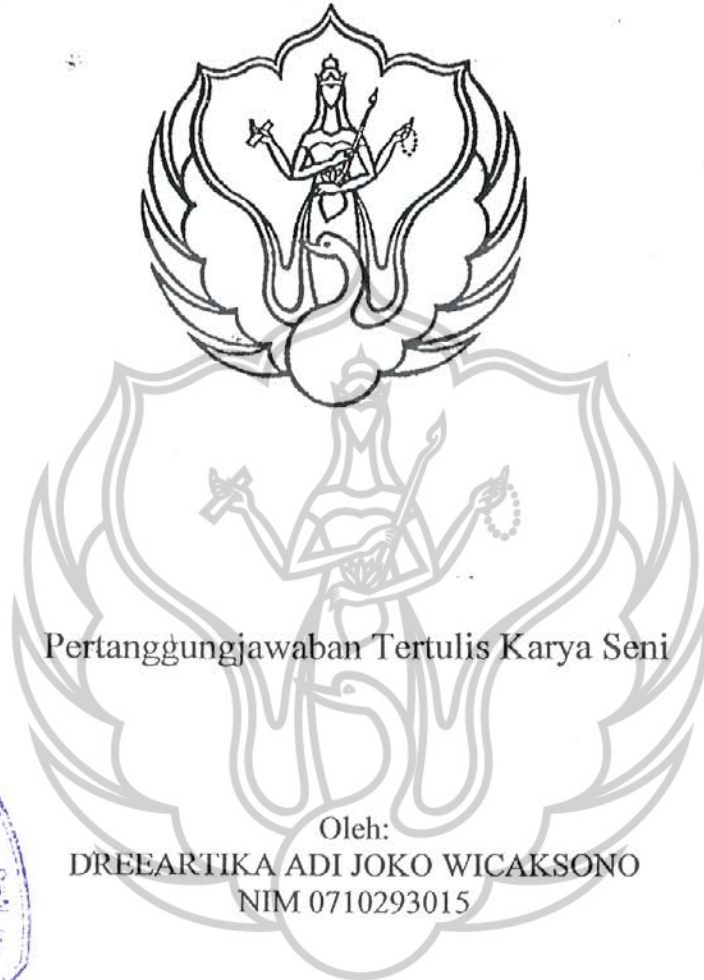 Pertanggungjawaban Tertulis Karya Seni
Oleh:
DREEARTIKA ADI JOKO WICAKSONO
NIM 0710293015